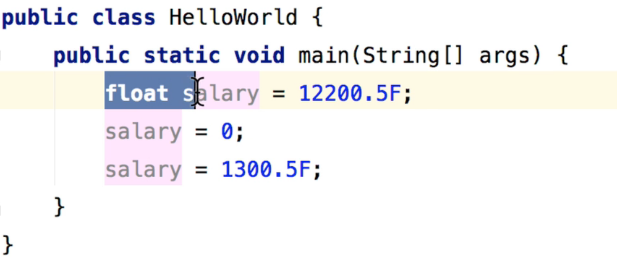 public class HelloWorld {
public static void main(String[] args) {
float salary = 12200.5F;
salary = 0;
salary = 1300.5F;
}
}